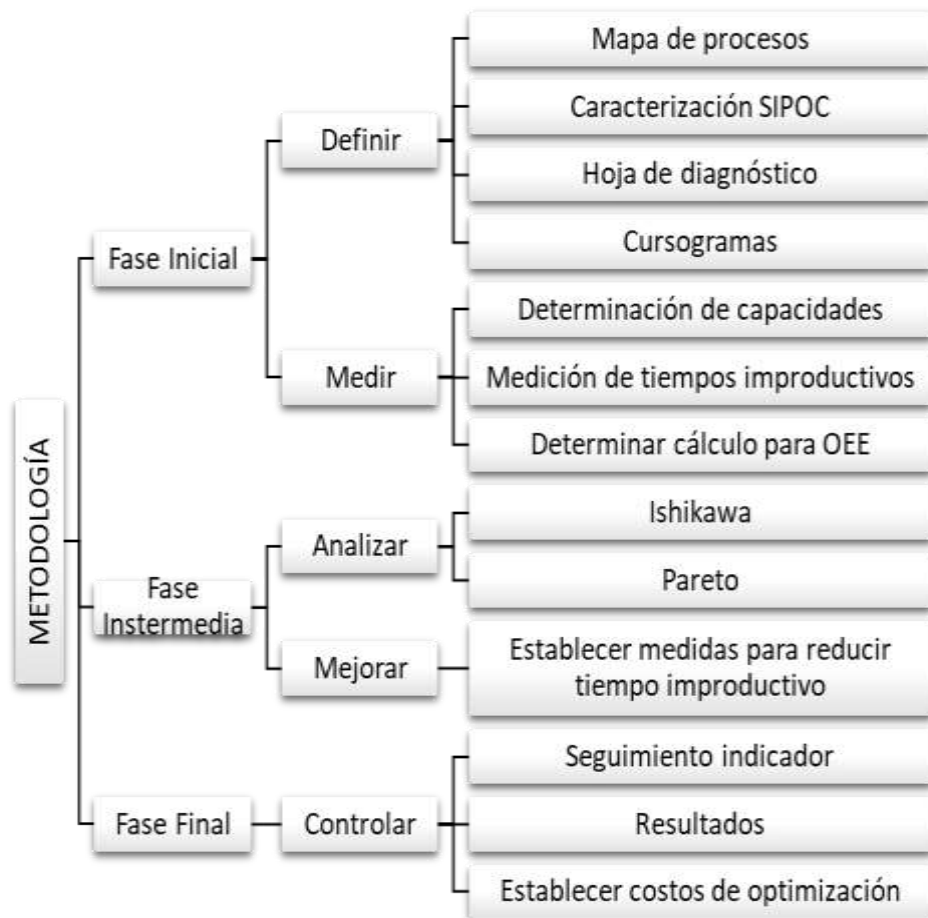 METODOLOGÍA
Fase Inicial
Definir
Mapa de procesos
Caracterización SIPOC
Hoja de diagnóstico
Cursogramas
Medir
Determinación de capacidades
Medición de tiempos improductivos
Determinar cálculo para OEE
Fase
Instermedia
Analizar
Ishikawa
Pareto
Mejorar
Establecer medidas para reducir
tiempo improductivo
Fase Final
Controlar
Seguimiento indicador
Resultados
Establecer costos de optimización